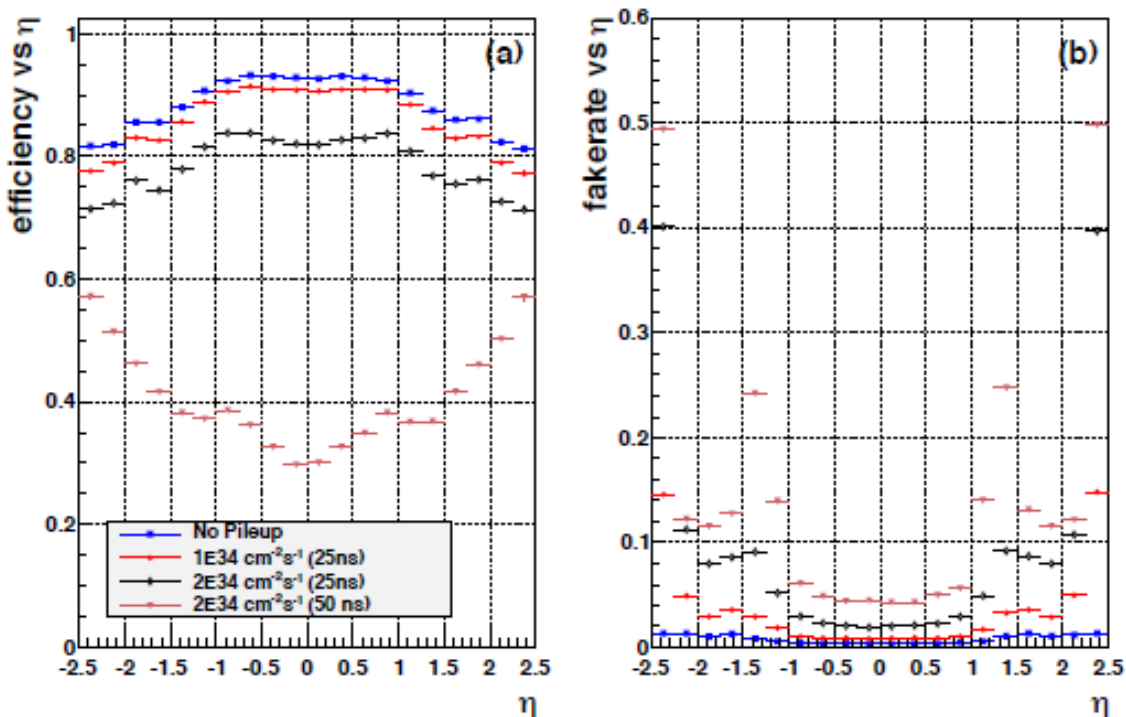 efficiency vs η
(a)
1
0.8
0.6
0.4
0.2
0
No Pileup
1E34 cm⁻²s⁻¹ (25ns)
2E34 cm⁻²s⁻¹ (25ns)
2E34 cm⁻²s⁻¹ (50 ns)
-2.5 -2 -1.5 -1 -0.5 0 0.5 1 1.5 2 2.5
η
fakerate vs η
(b)
0.6
0.5
0.4
0.3
0.2
0.1
0
-2.5 -2 -1.5 -1 -0.5 0 0.5 1 1.5 2 2.5
η